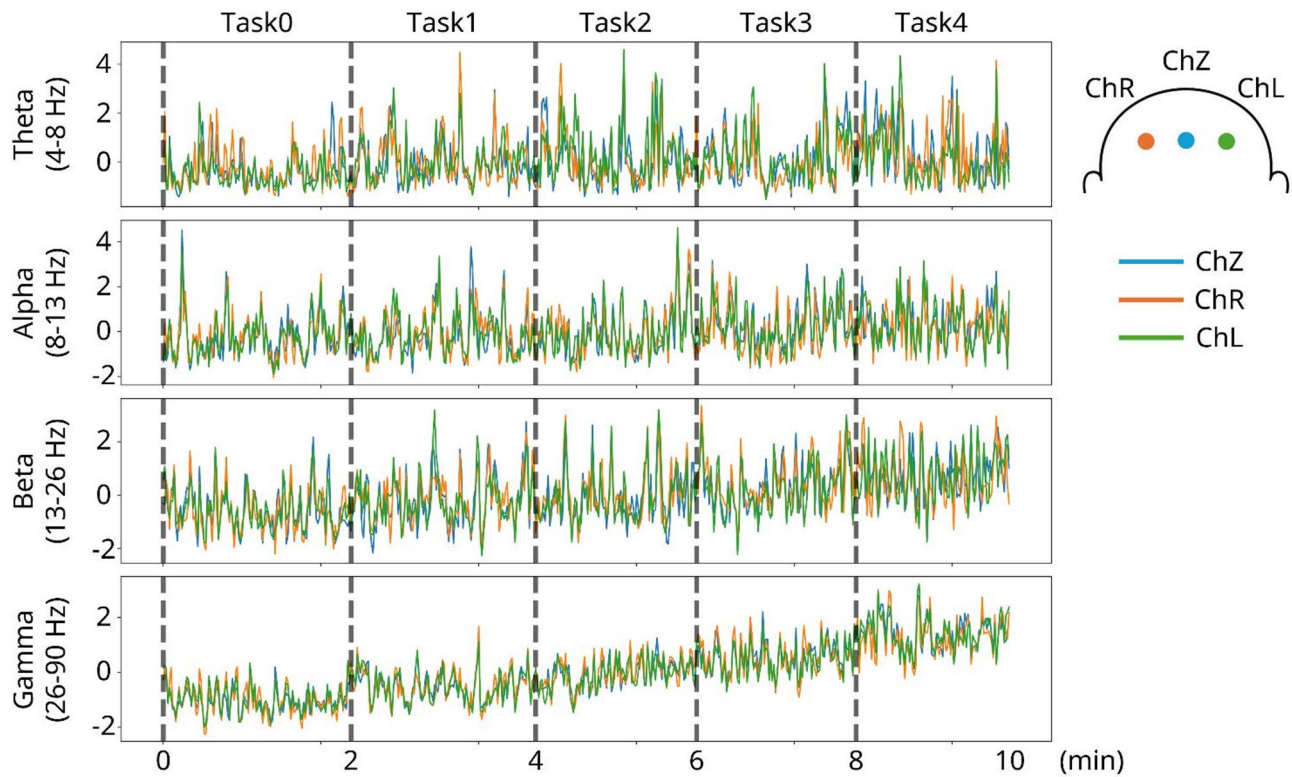 Task0 Task1 Task2 Task3 Task4
Theta
(4-8 Hz)
4
2
0
ChR
ChZ
ChL
Alpha
(8-13 Hz)
4
2
0
-2
ChZ
ChR
ChL
Beta
(13-26 Hz)
2
0
-2
Gamma
(26-90 Hz)
2
0
-2
0 2 4 6 8 10 (min)